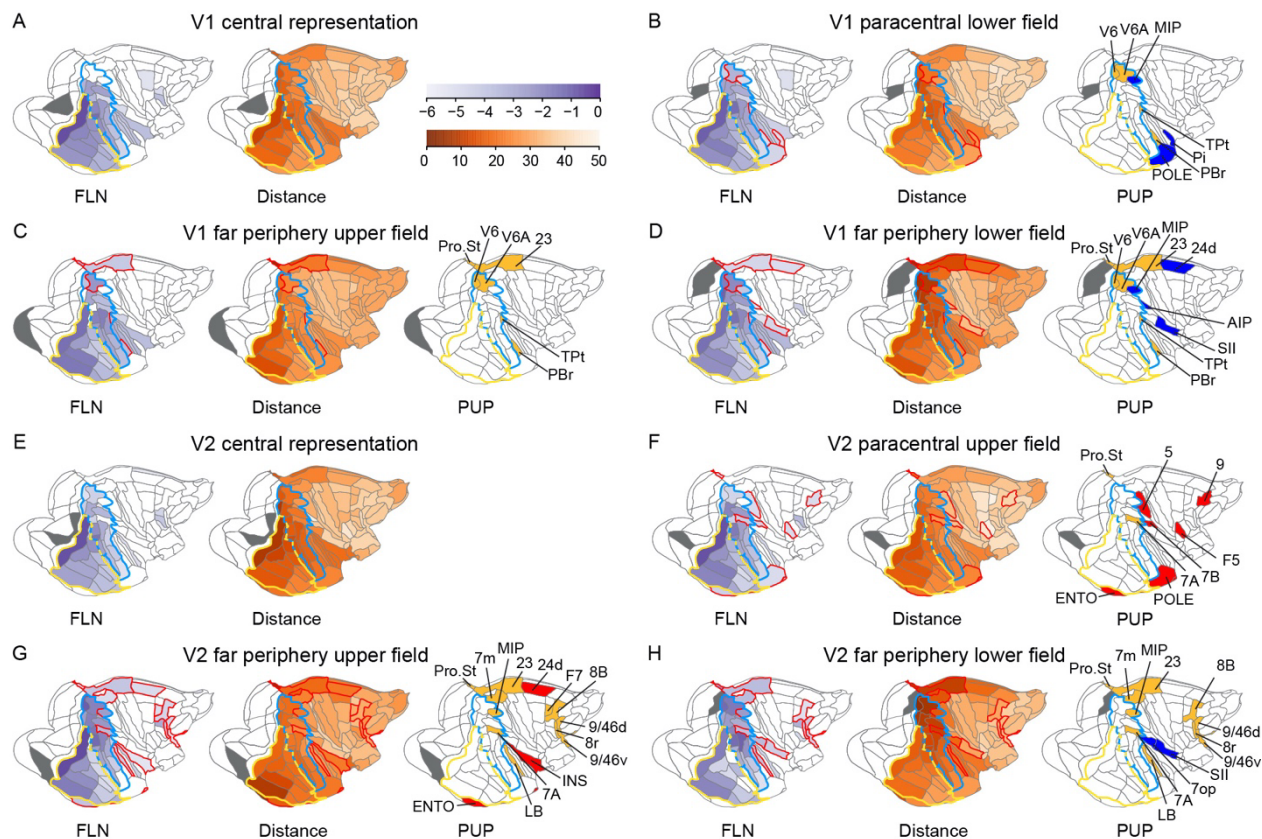 A V1 central representation
FLN
Distance
−6 −5 −4 −3 −2 −1 0
0 10 20 30 40 50
B V1 paracentral lower field
V6 V6A MIP
TPt
Pi
PBr
POLE
FLN
Distance
PUP
C V1 far periphery upper field
Pro.St V6 V6A 23
TPt
PBr
FLN
Distance
PUP
D V1 far periphery lower field
Pro.St V6 V6A MIP 23 24d
AIP
SII
TPt
PBr
FLN
Distance
PUP
E V2 central representation
FLN
Distance
F V2 paracentral upper field
Pro.St 5 9
F5
7B
7A
POLE
ENTO
FLN
Distance
PUP
G V2 far periphery upper field
Pro.St 7m MIP 23 24d F7 8B
9/46d
8r
9/46v
INS
7A
LB
ENTO
FLN
Distance
PUP
H V2 far periphery lower field
Pro.St 7m MIP 23 8B
9/46d
8r
9/46v
SII
7op
7A
LB
FLN
Distance
PUP